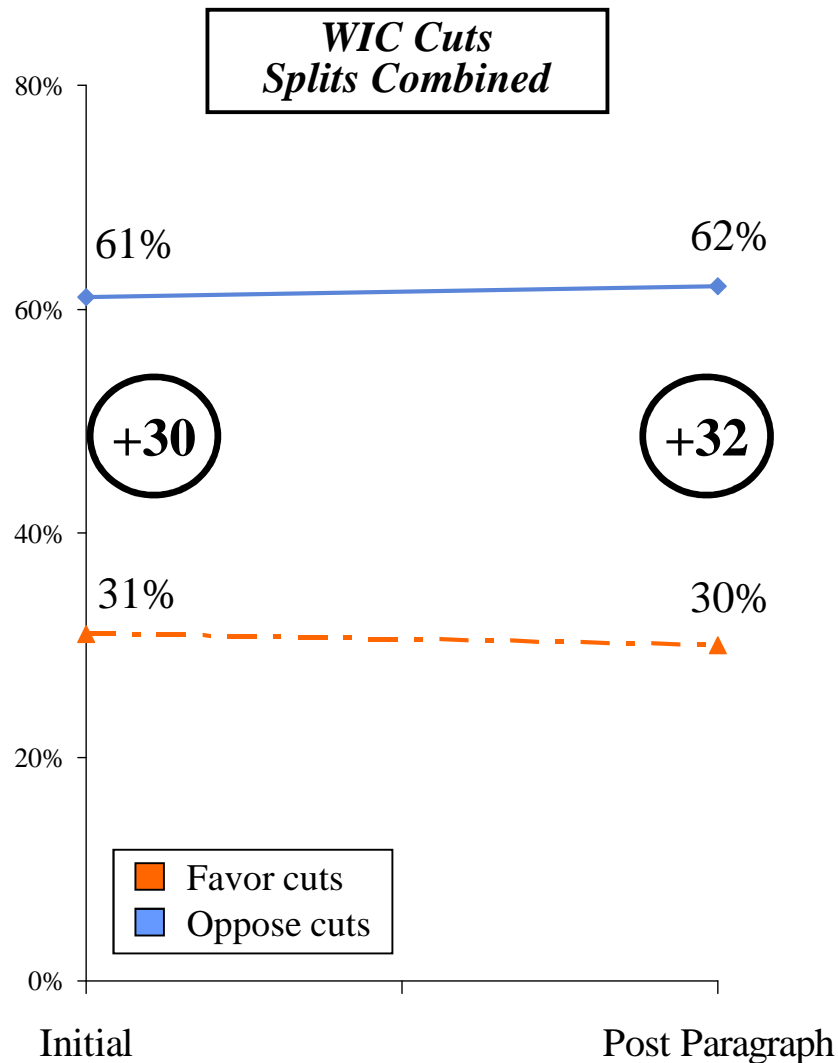 WIC Cuts
Splits Combined
80%
61%
62%
60%
+30
+32
40%
31%
30%
20%
Favor cuts
Oppose cuts
0%
Initial
Post Paragraph